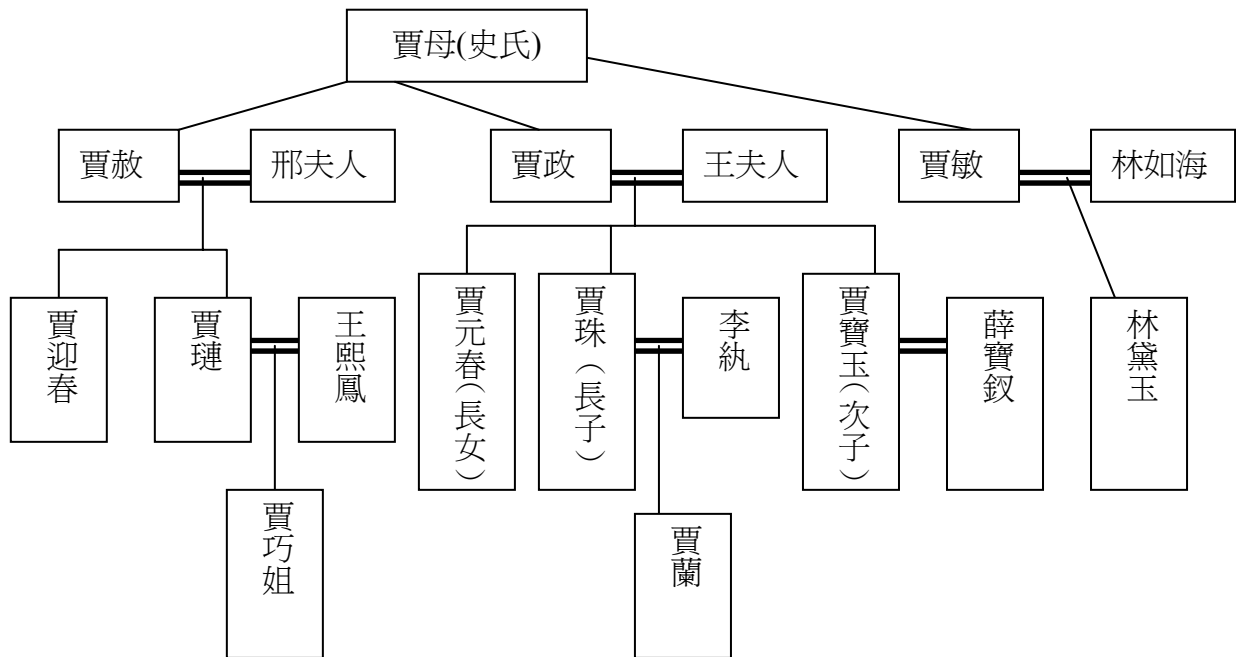 賈母(史氏)
賈赦
邢夫人
賈政
王夫人
賈敏
林如海
賈迎春
賈璉
王熙鳳
賈元春（長女）
賈珠（長子）
李紈
賈寶玉（次子）
薛寶釵
林黛玉
賈巧姐
賈蘭